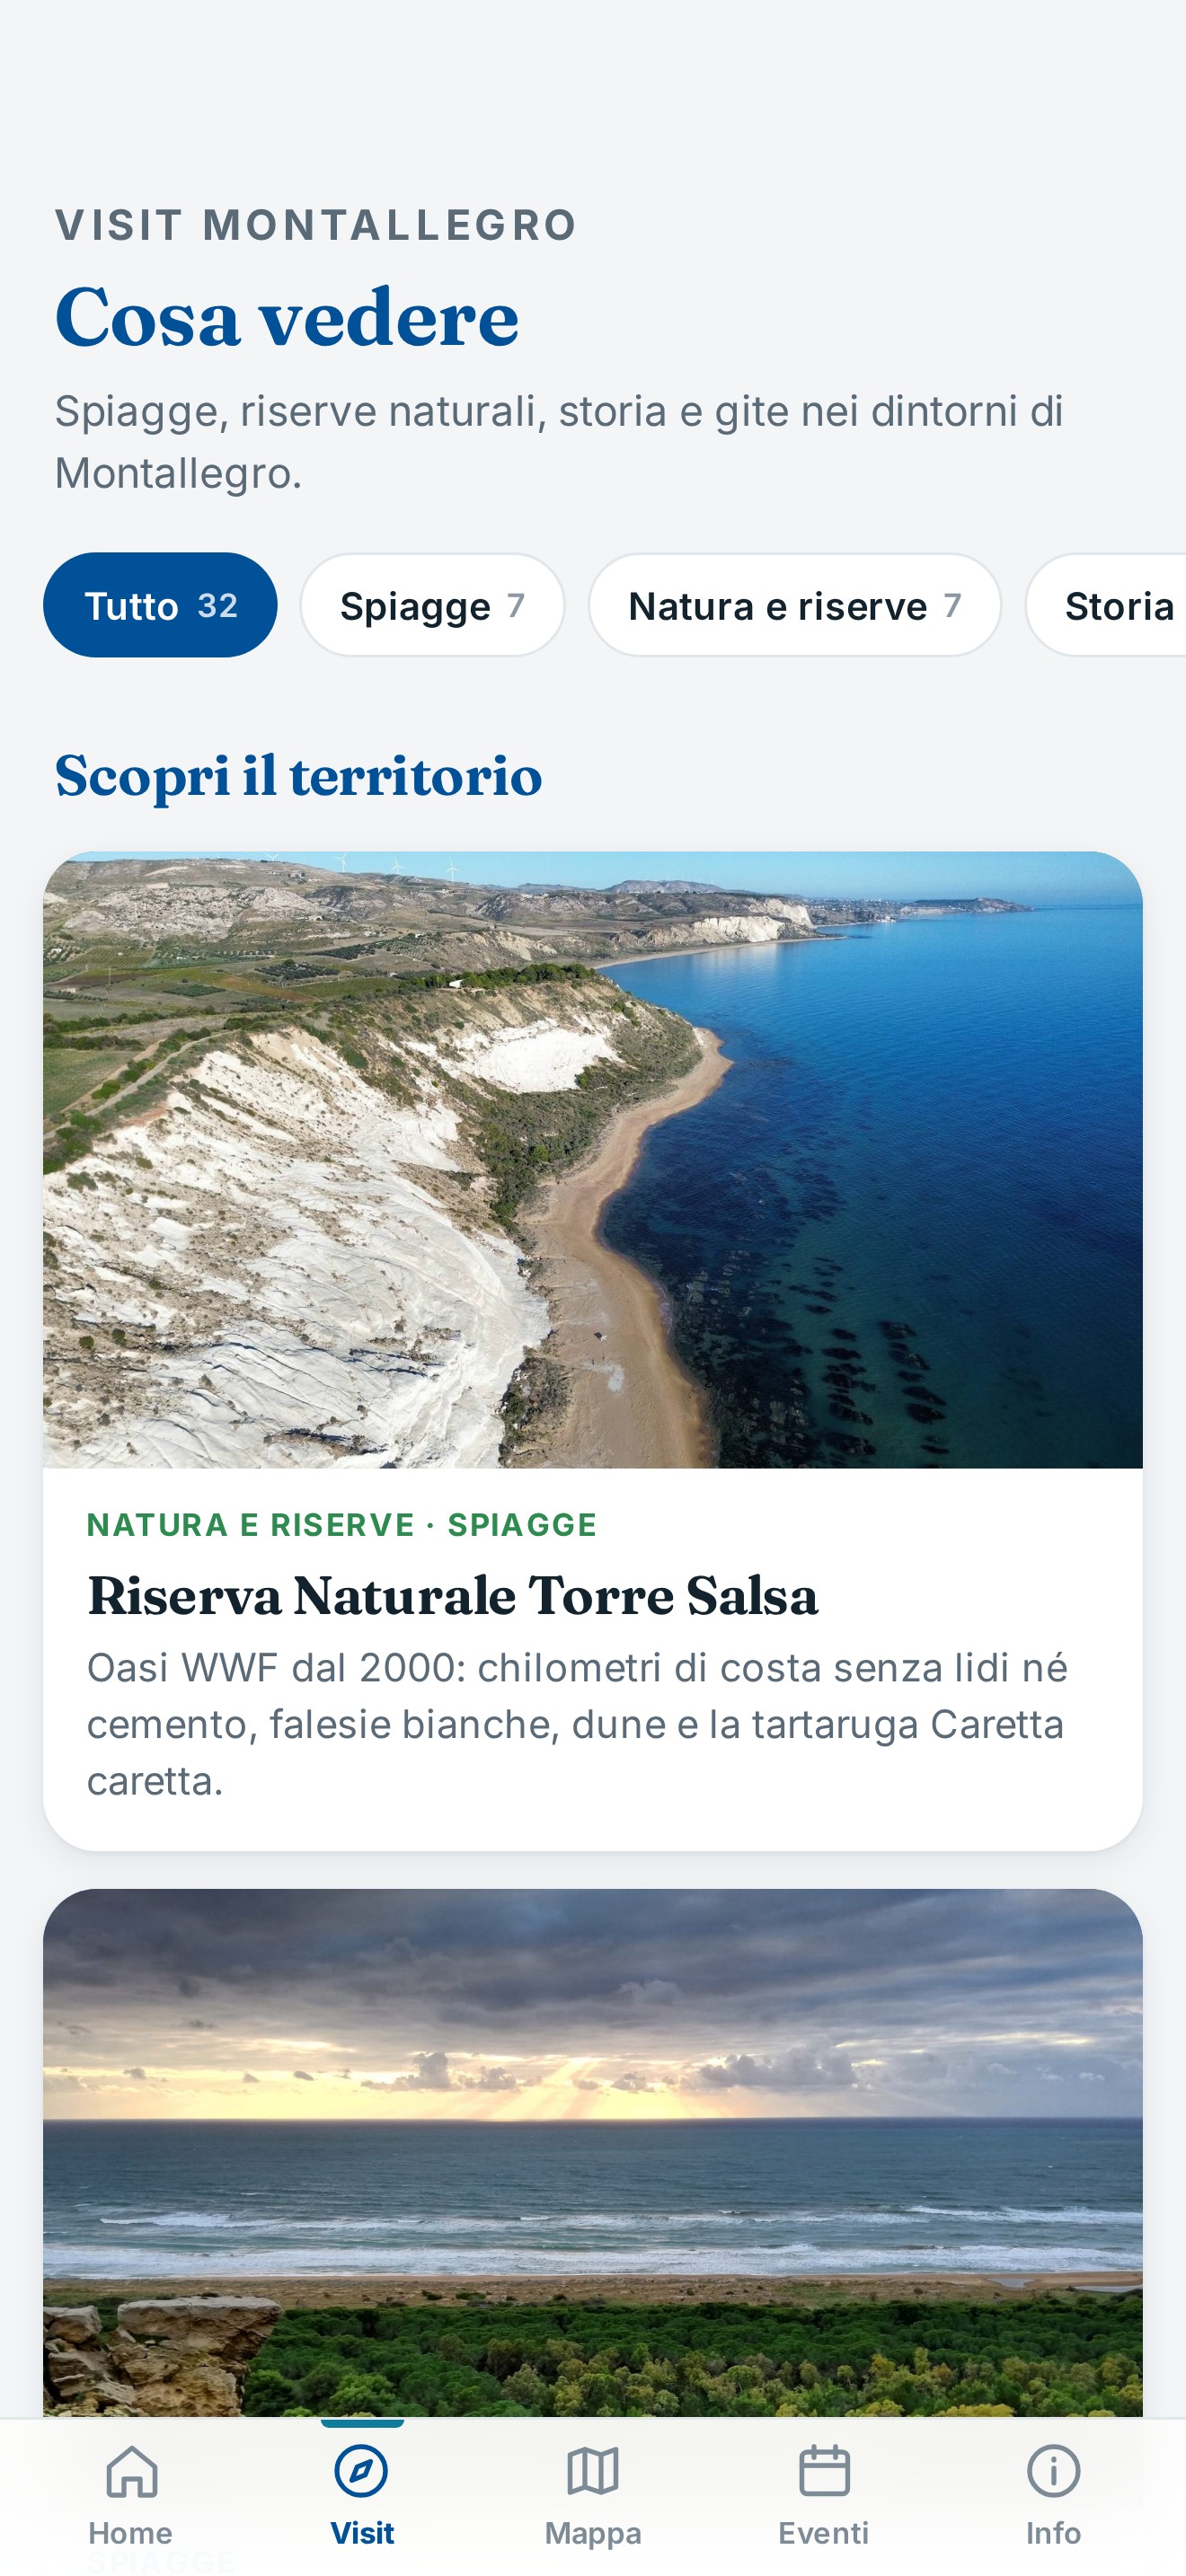 VISIT MONTALLEGRO
Cosa vedere
Spiagge, riserve naturali, storia e gite nei dintorni di
Montallegro.
Tutto 32
Spiagge 7
Natura e riserve 7
Storia
Scopri il territorio
NATURA E RISERVE · SPIAGGE
Riserva Naturale Torre Salsa
Oasi WWF dal 2000: chilometri di costa senza lidi né
cemento, falesie bianche, dune e la tartaruga Caretta
caretta.
Home
Visit
Mappa
Eventi
Info
SPIAGGE